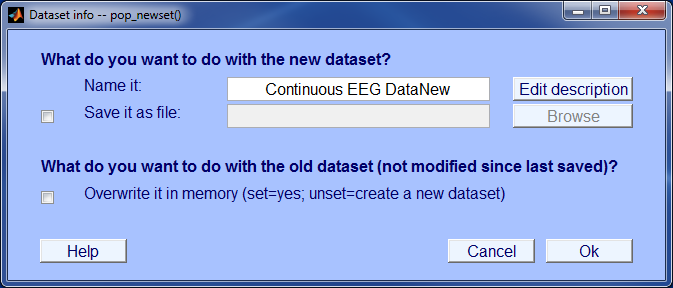 Dataset info -- pop_newset()
What do you want to do with the new dataset?
Name it:
Continuous EEG DataNew
Edit description
Save it as file:
Browse
What do you want to do with the old dataset (not modified since last saved)?
Overwrite it in memory (set=yes; unset=create a new dataset)
Help
Cancel
Ok